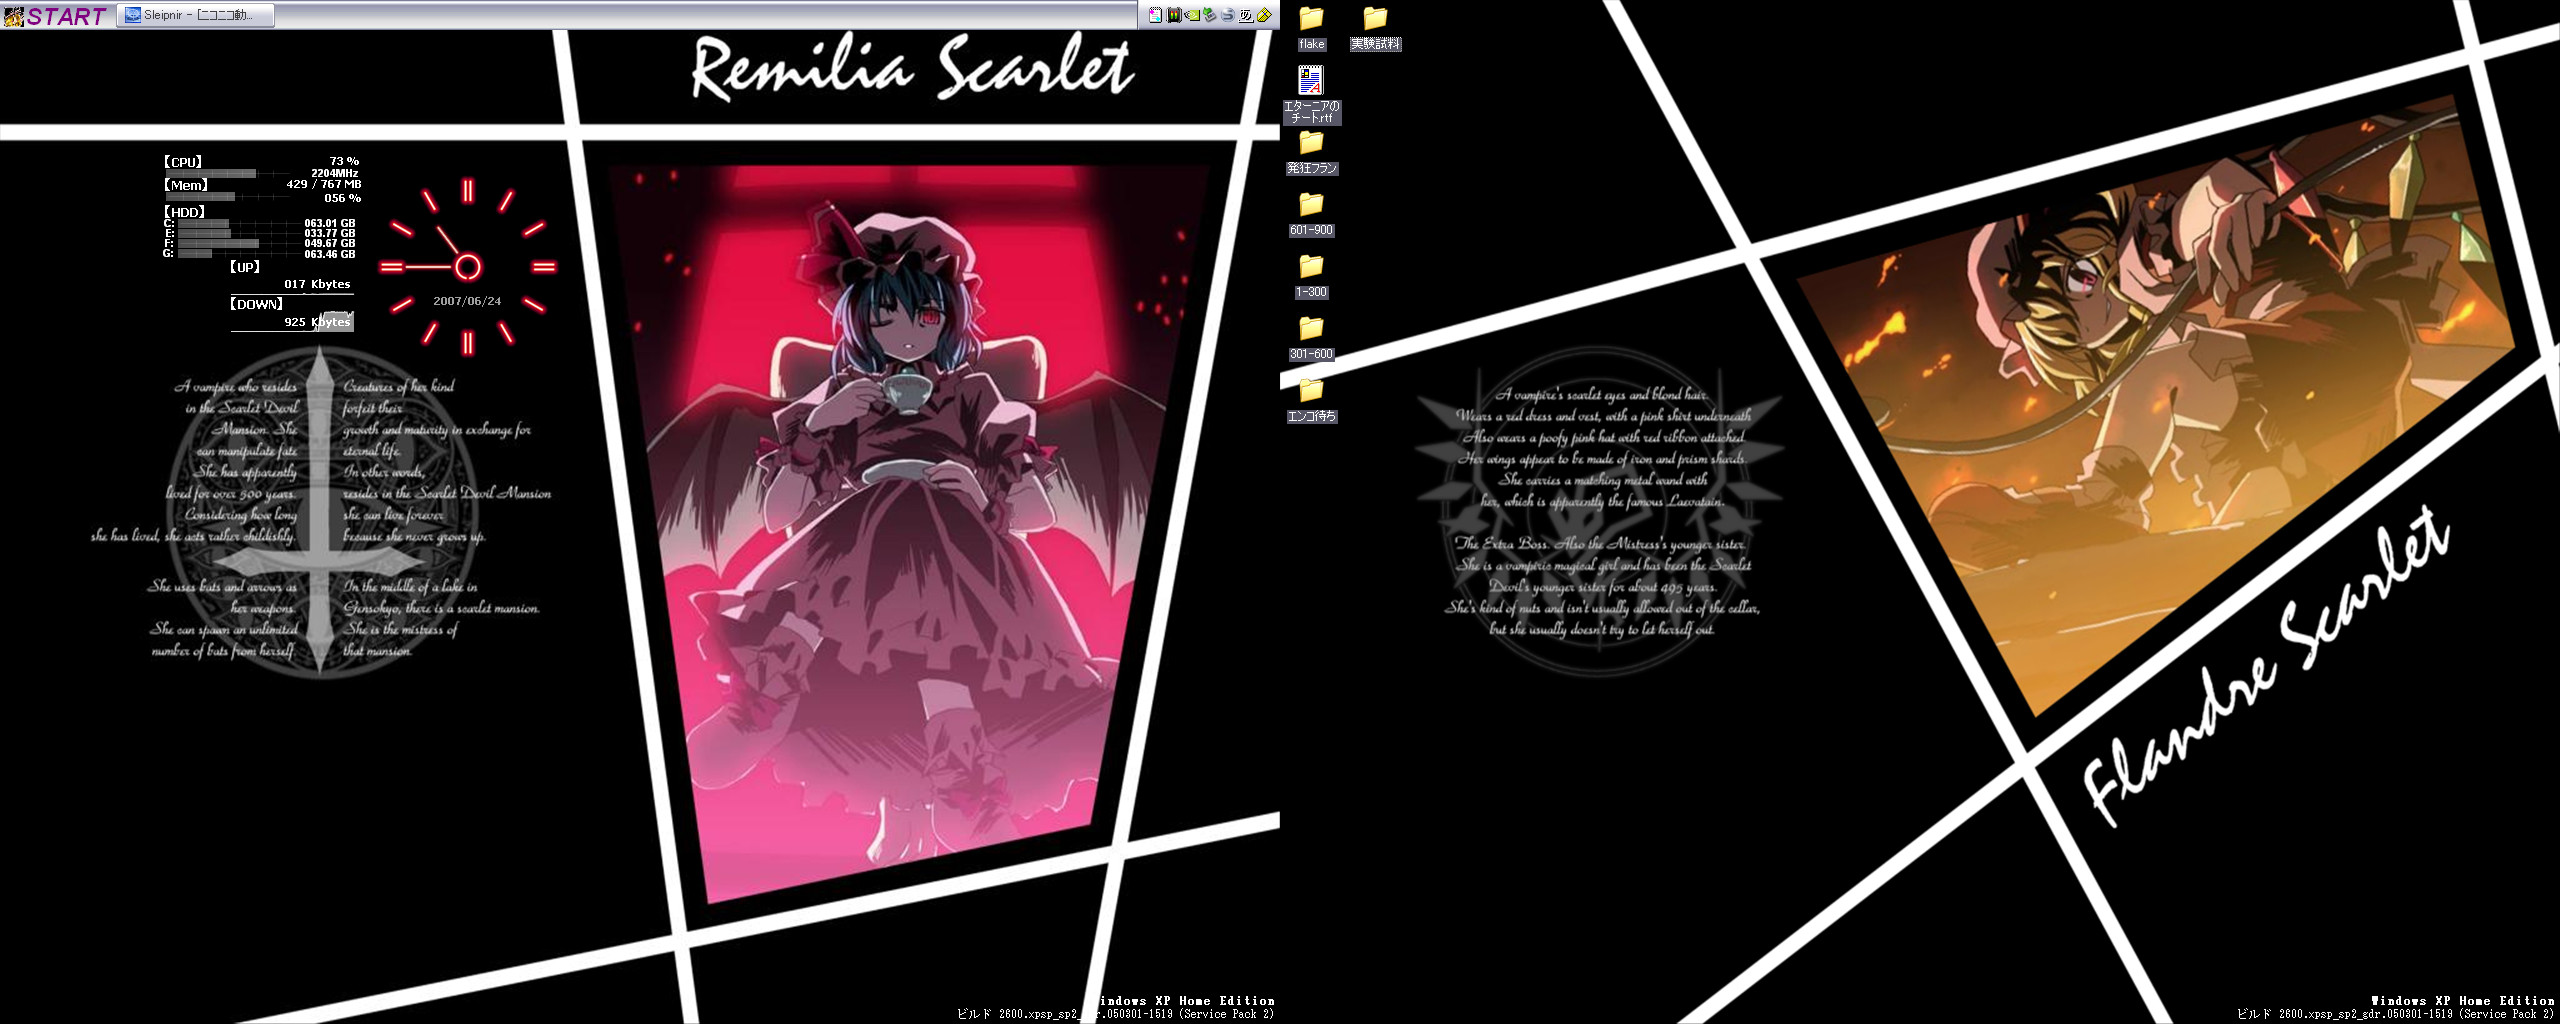 START
Sleipnir - [ニコニコ動...
Remilia Scarlet
【CPU】 73 %
2204MHz
【Mem】 429 / 767 MB
056 %
【HDD】
C: 063.01 GB
E: 033.77 GB
F: 049.67 GB
G: 063.46 GB
【UP】
017 Kbytes
【DOWN】
925 Kbytes
2007/06/24
A vampire who resides
in the Scarlet Devil
Mansion. She
can manipulate fate
She has apparently
lived for over 500 years.
Considering how long
she has lived, she acts rather childishly.
She uses bats and arrows as
her weapons.
She can spawn an unlimited
number of bats from herself.
Creatures of her kind
forfeit their
growth and maturity in exchange for
eternal life.
In other words,
resides in the Scarlet Devil Mansion
she can live forever
because she never grows up.
In the middle of a lake in
Gensokyo, there is a scarlet mansion.
She is the mistress of
that mansion.
indows XP Home Edition
ビルド 2600.xpsp_sp2_gdr.050301-1519 (Service Pack 2)
flake
実験試料
エターニアの
チート.rtf
発狂フラン
601-900
1-300
301-600
エンコ待ち
A vampire's scarlet eyes and blond hair.
Wears a red dress and vest, with a pink shirt underneath
Also wears a poofy pink hat with red ribbon attached.
Her wings appear to be made of iron and prism shards.
She carries a matching metal wand with
her, which is apparently the famous Laevatain.
The Extra Boss. Also the Mistress's younger sister.
She is a vampiric magical girl and has been the Scarlet
Devil's younger sister for about 495 years.
She's kind of nuts and isn't usually allowed out of the cellar,
but she usually doesn't try to let herself out.
Flandre Scarlet
Windows XP Home Edition
ビルド 2600.xpsp_sp2_gdr.050301-1519 (Service Pack 2)